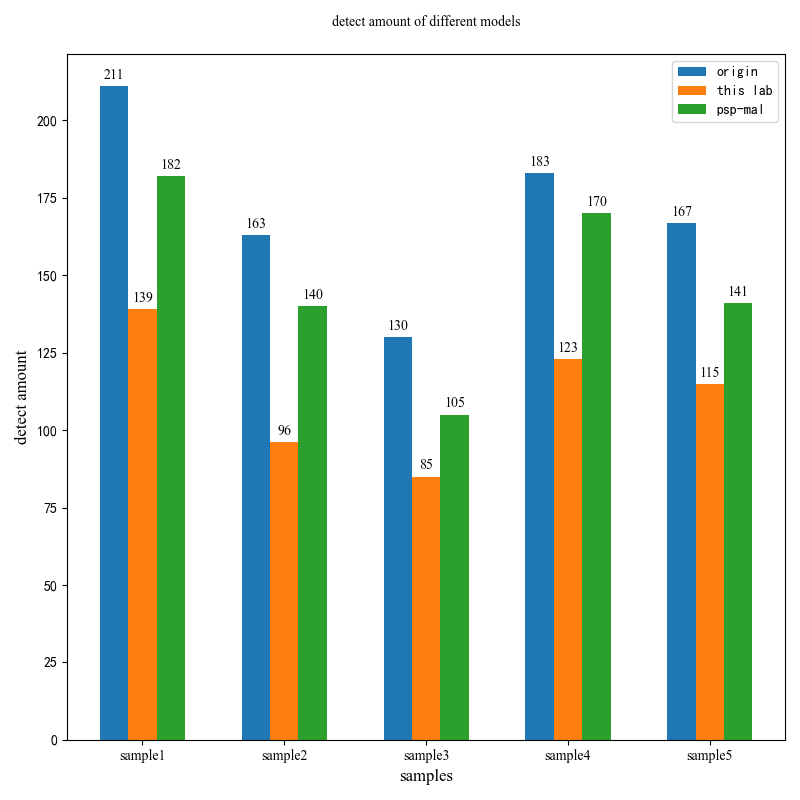 detect amount of different models
origin
this lab
psp-mal
211
139
182
163
96
140
130
85
105
183
123
170
167
115
141
200
175
150
125
100
75
50
25
0
detect amount
sample1
sample2
sample3
sample4
sample5
samples